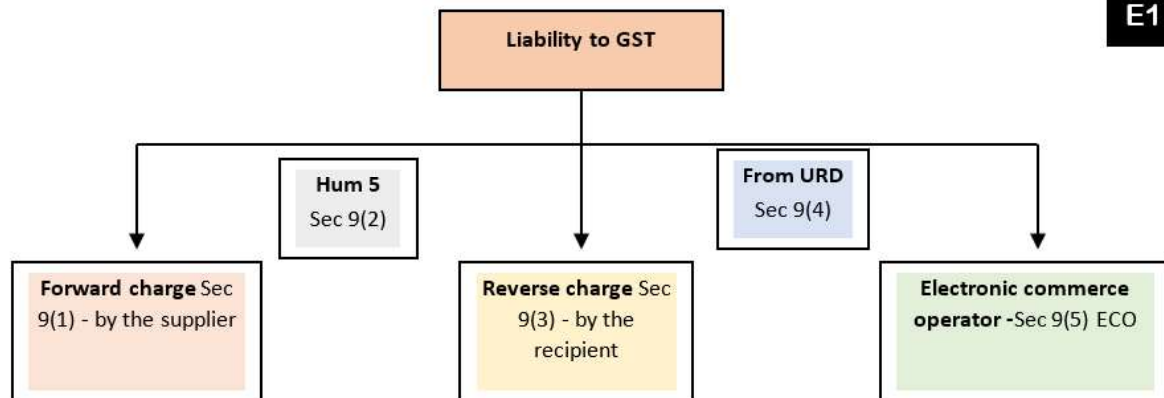 E1
Liability to GST
Hum 5
Sec 9(2)
From URD
Sec 9(4)
Forward charge Sec
9(1) - by the supplier
Reverse charge Sec
9(3) - by the
recipient
Electronic commerce
operator -Sec 9(5) ECO